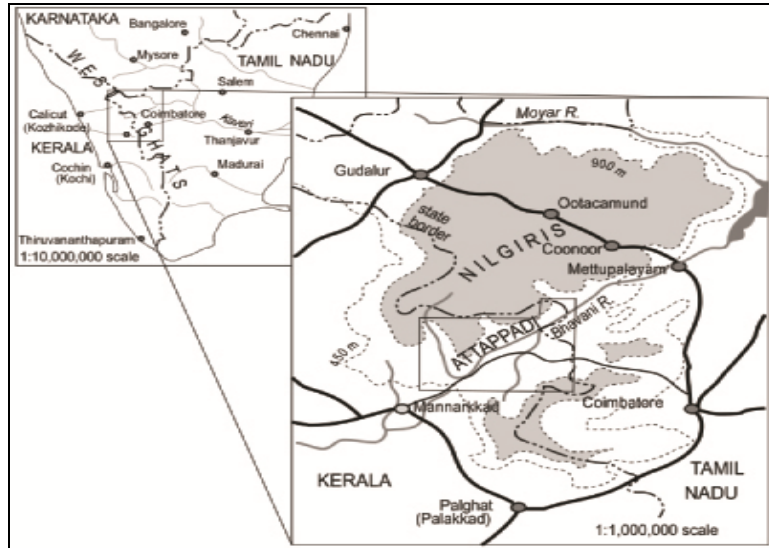 KARNATAKA
Bangalore
Chennai
Mysore
TAMIL NADU
WESTERN GHATS
Salem
Calicut
(Kozhikode)
Coimbatore
KERALA
Thanjavur
Cochin
(Kochi)
Madurai
Thiruvananthapuram
1:10,000,000 scale
Moyar R.
900 m
Gudalur
Ootacamund
state
border
NILGIRIS
Coonoor
Mettupalayam
ATTAPPADI
Bhavani R.
450 m
Mannarkkad
Coimbatore
KERALA
TAMIL
NADU
Palghat
(Palakkad)
1:1,000,000 scale